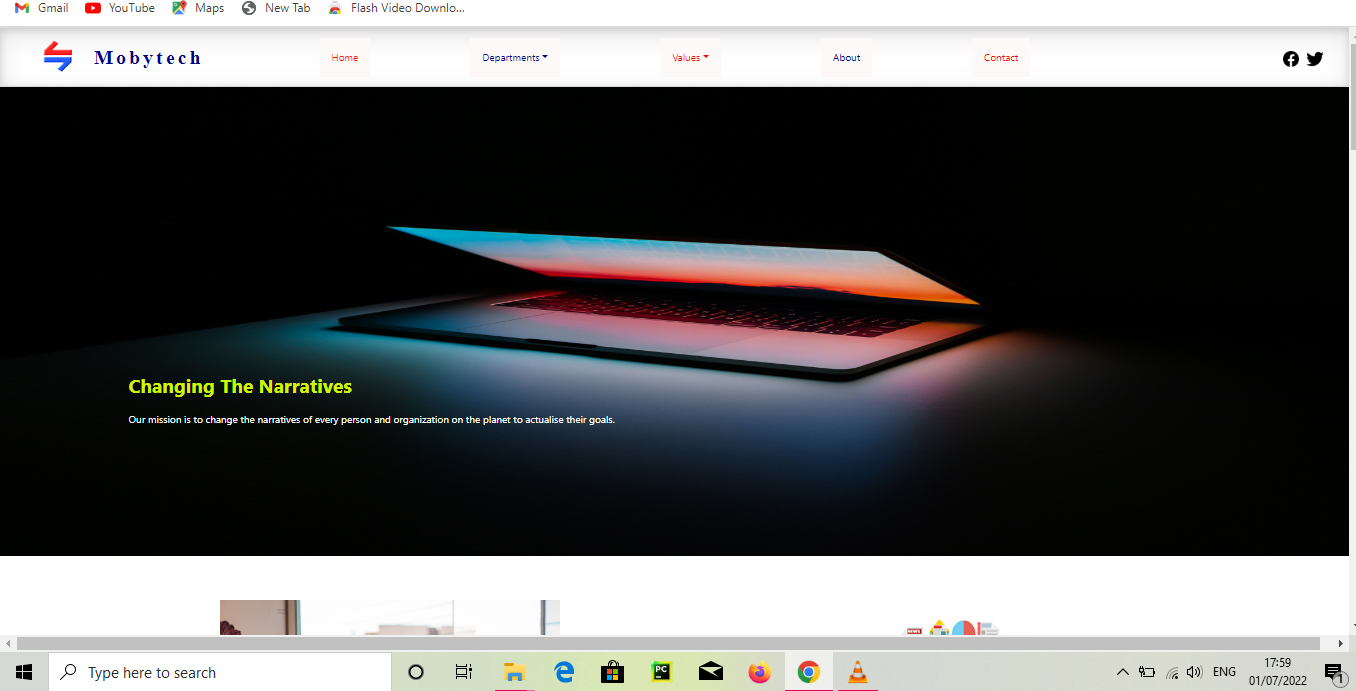 Gmail YouTube Maps New Tab Flash Video Downlo...
Mobytech Home Departments Values About Contact
Changing The Narratives
Our mission is to change the narratives of every person and organization on the planet to actualise their goals.
NEWS
Type here to search PC ENG 17:59
01/07/2022 1